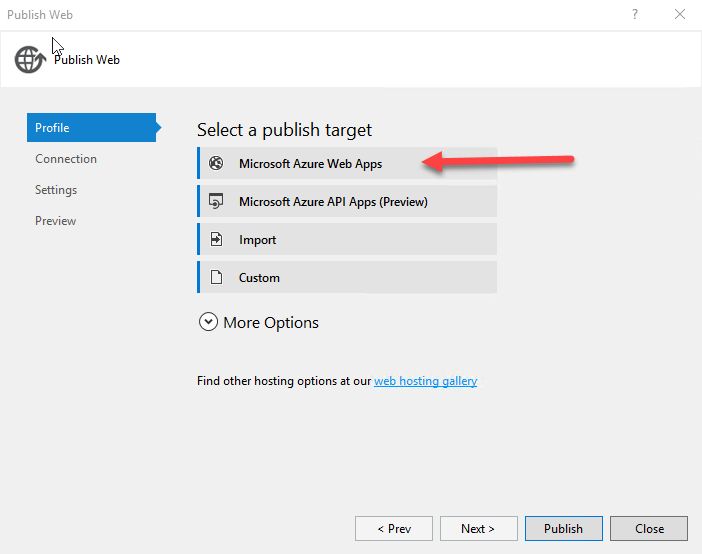 Publish Web
?
Publish Web
Profile
Connection
Settings
Preview
Select a publish target
Microsoft Azure Web Apps
Microsoft Azure API Apps (Preview)
Import
Custom
More Options
Find other hosting options at our web hosting gallery
< Prev
Next >
Publish
Close